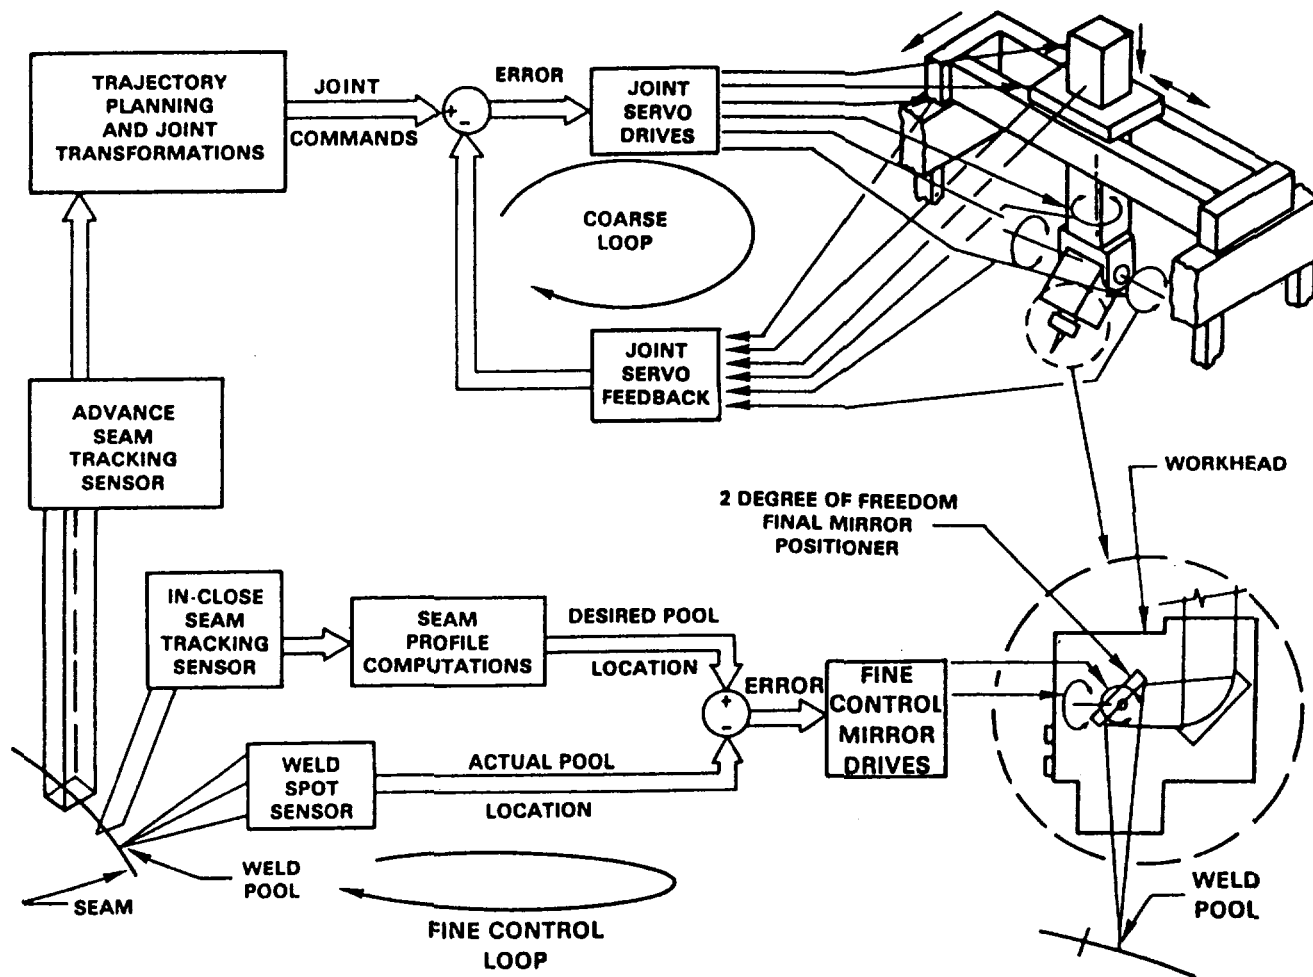 TRAJECTORY
PLANNING
AND JOINT
TRANSFORMATIONS
JOINT
COMMANDS
+
-
ERROR
JOINT
SERVO
DRIVES
COARSE
LOOP
JOINT
SERVO
FEEDBACK
ADVANCE
SEAM
TRACKING
SENSOR
WORKHEAD
2 DEGREE OF FREEDOM
FINAL MIRROR
POSITIONER
IN-CLOSE
SEAM
TRACKING
SENSOR
SEAM
PROFILE
COMPUTATIONS
DESIRED POOL
LOCATION
+
-
ERROR
FINE
CONTROL
MIRROR
DRIVES
WELD
SPOT
SENSOR
ACTUAL POOL
LOCATION
WELD
POOL
SEAM
FINE CONTROL
LOOP
WELD
POOL